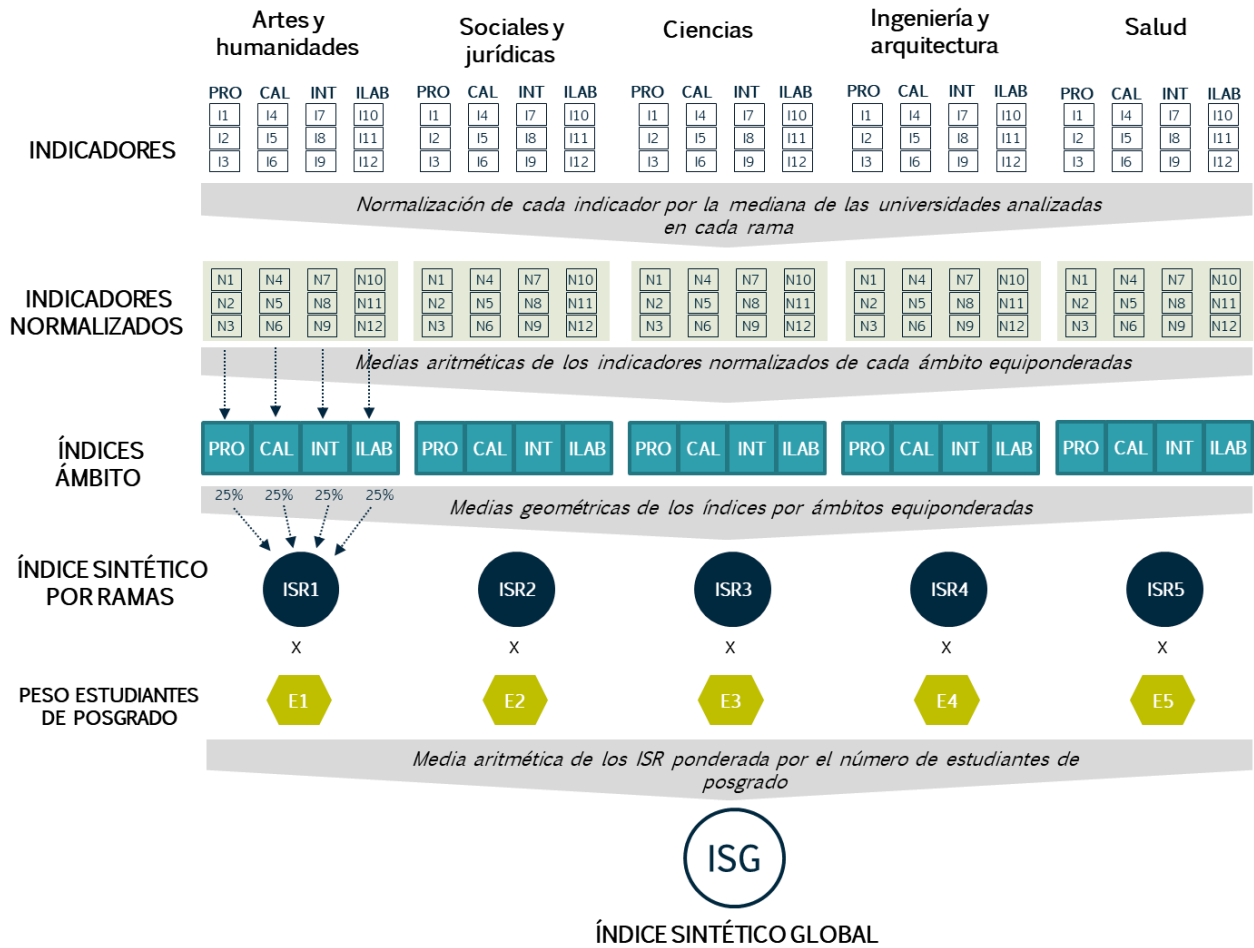 Artes y
humanidades
Sociales y
jurídicas
Ciencias
Ingeniería y
arquitectura
Salud
PRO CAL INT ILAB PRO CAL INT ILAB PRO CAL INT ILAB PRO CAL INT ILAB PRO CAL INT ILAB
I1 I4 I7 I10 I1 I4 I7 I10 I1 I4 I7 I10 I1 I4 I7 I10 I1 I4 I7 I10
I2 I5 I8 I11 I2 I5 I8 I11 I2 I5 I8 I11 I2 I5 I8 I11 I2 I5 I8 I11
I3 I6 I9 I12 I3 I6 I9 I12 I3 I6 I9 I12 I3 I6 I9 I12 I3 I6 I9 I12
INDICADORES
Normalización de cada indicador por la mediana de las universidades analizadas
en cada rama
N1 N4 N7 N10 N1 N4 N7 N10 N1 N4 N7 N10 N1 N4 N7 N10 N1 N4 N7 N10
N2 N5 N8 N11 N2 N5 N8 N11 N2 N5 N8 N11 N2 N5 N8 N11 N2 N5 N8 N11
N3 N6 N9 N12 N3 N6 N9 N12 N3 N6 N9 N12 N3 N6 N9 N12 N3 N6 N9 N12
INDICADORES
NORMALIZADOS
Medias aritméticas de los indicadores normalizados de cada ámbito equiponderadas
ÍNDICES
ÁMBITO
PRO CAL INT ILAB PRO CAL INT ILAB PRO CAL INT ILAB PRO CAL INT ILAB PRO CAL INT ILAB
25% 25% 25% 25%
Medias geométricas de los índices por ámbitos equiponderadas
ÍNDICE SINTÉTICO
POR RAMAS
ISR1 ISR2 ISR3 ISR4 ISR5
X X X X X
PESO ESTUDIANTES
DE POSGRADO
E1 E2 E3 E4 E5
Media aritmética de los ISR ponderada por el número de estudiantes de
posgrado
ISG
ÍNDICE SINTÉTICO GLOBAL